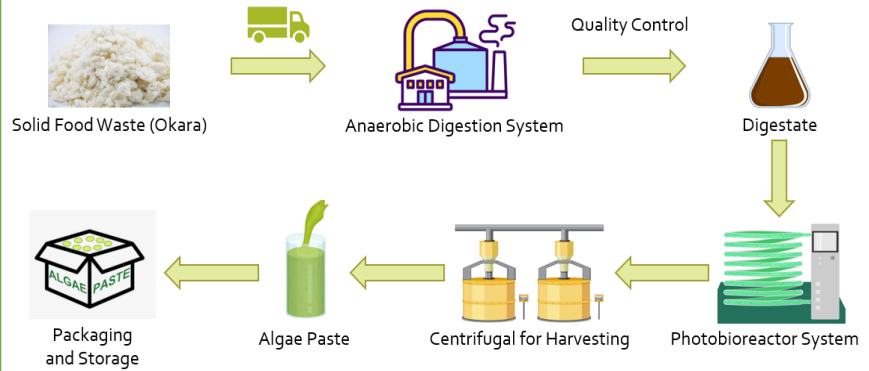 Quality Control
Solid Food Waste (Okara)
Anaerobic Digestion System
Digestate
ALGAE PASTE
Packaging
and Storage
Algae Paste
Centrifugal for Harvesting
Photobioreactor System